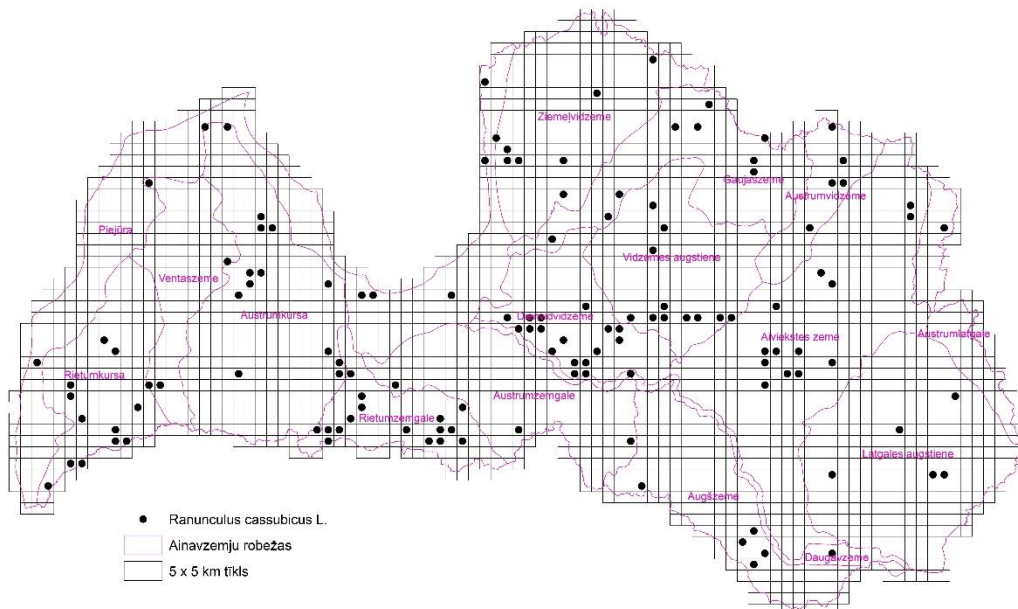 Ziemeļvidzeme
Gaujaszeme
Austrumvidzeme
Piejūra
Vidzemes augstiene
Ventaszeme
Austrumkursa
Dienvidvidzeme
Aiviekstes zeme
Austrumlatgale
Rietumkursa
Austrumzemgale
Rietumzemgale
Latgales augstiene
Augšzeme
Daugavzeme
Ranunculus cassubicus L.
Ainavzemju robežas
5 x 5 km tīkls